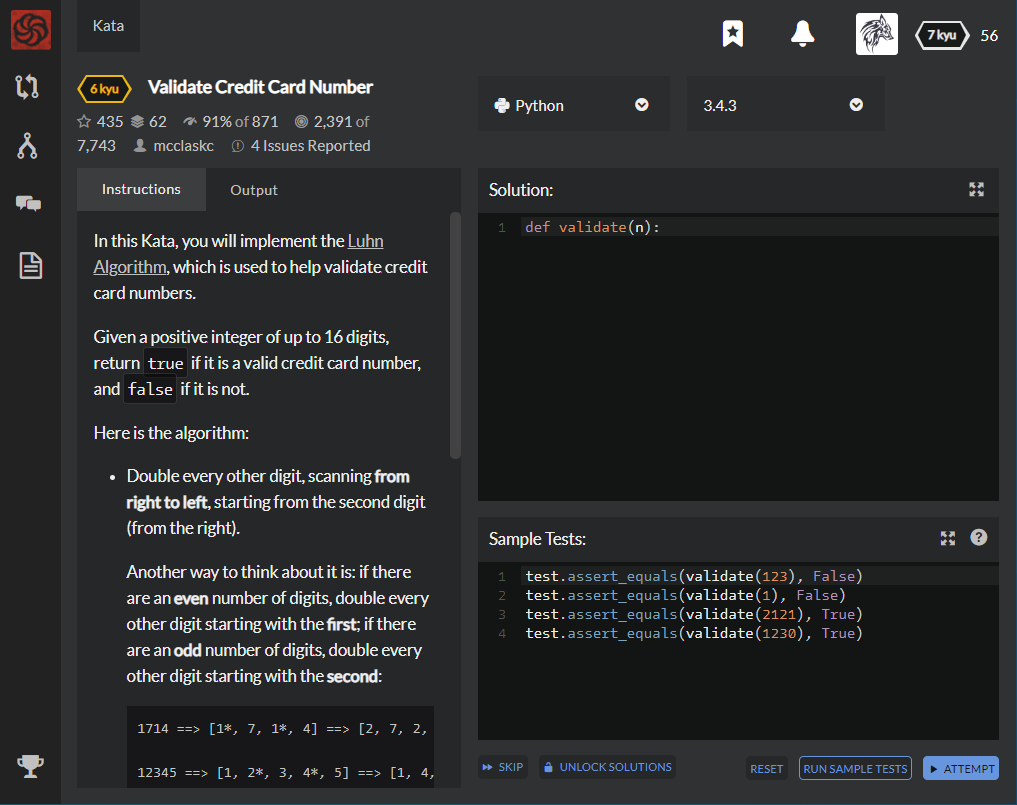 Kata
7 kyu 56
6 kyu Validate Credit Card Number
435 62 91% of 871 2,391 of
7,743 mcclaskc 4 Issues Reported
Python 3.4.3
Instructions Output
In this Kata, you will implement the Luhn
Algorithm, which is used to help validate credit
card numbers.
Given a positive integer of up to 16 digits,
return true if it is a valid credit card number,
and false if it is not.
Here is the algorithm:
• Double every other digit, scanning from
right to left, starting from the second digit
(from the right).
Another way to think about it is: if there
are an even number of digits, double every
other digit starting with the first; if there
are an odd number of digits, double every
other digit starting with the second:
1714 ==> [1*, 7, 1*, 4] ==> [2, 7, 2,
12345 ==> [1, 2*, 3, 4*, 5] ==> [1, 4,
Solution:
1 def validate(n):
Sample Tests:
1 test.assert_equals(validate(123), False)
2 test.assert_equals(validate(1), False)
3 test.assert_equals(validate(2121), True)
4 test.assert_equals(validate(1230), True)
SKIP UNLOCK SOLUTIONS RESET RUN SAMPLE TESTS ATTEMPT